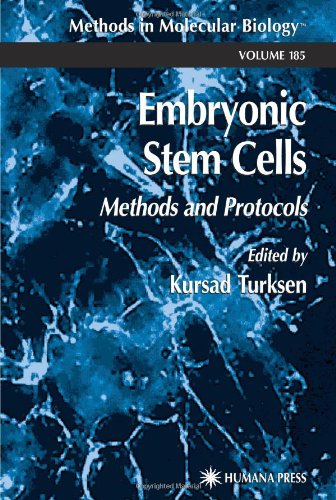 Methods in Molecular Biology™
VOLUME 185
Embryonic
Stem Cells
Methods and Protocols
Edited by
Kursad Turksen
HUMANA PRESS